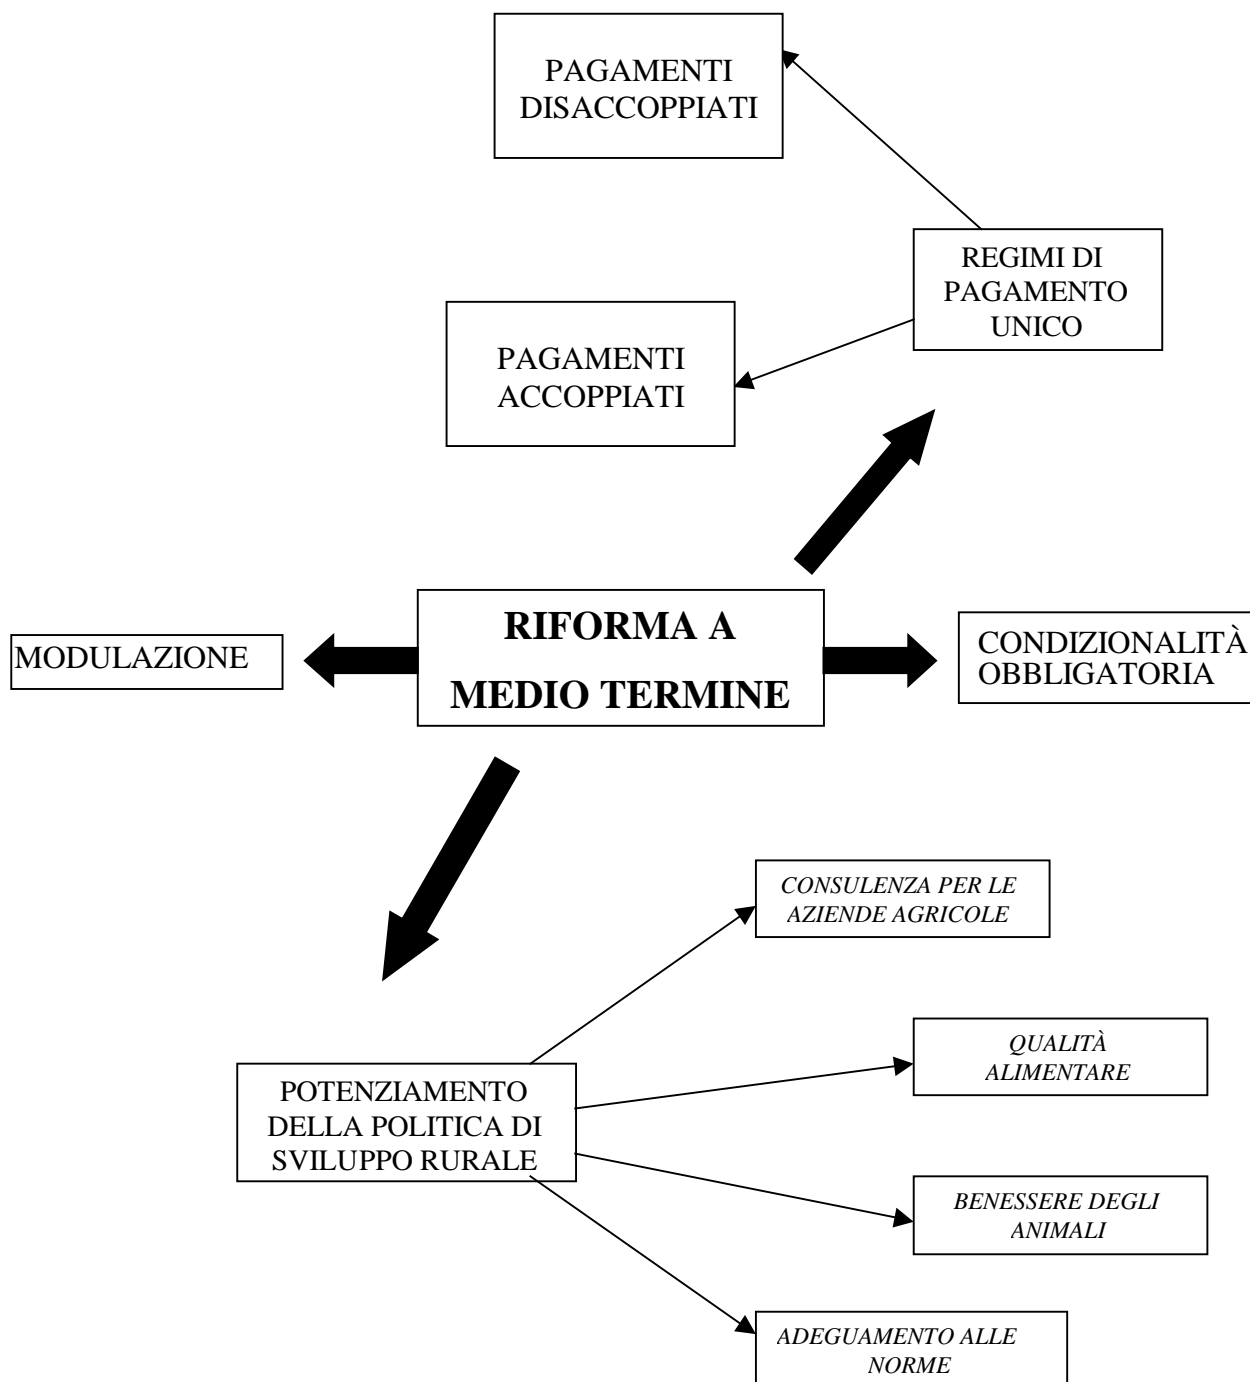 PAGAMENTI
DISACCOPPIATI
REGIMI DI
PAGAMENTO
UNICO
PAGAMENTI
ACCOPPIATI
RIFORMA A
MEDIO TERMINE
MODULAZIONE
CONDIZIONALITÀ
OBBLIGATORIA
CONSULENZA PER LE
AZIENDE AGRICOLE
QUALITÀ
ALIMENTARE
POTENZIAMENTO
DELLA POLITICA DI
SVILUPPO RURALE
BENESSERE DEGLI
ANIMALI
ADEGUAMENTO ALLE
NORME